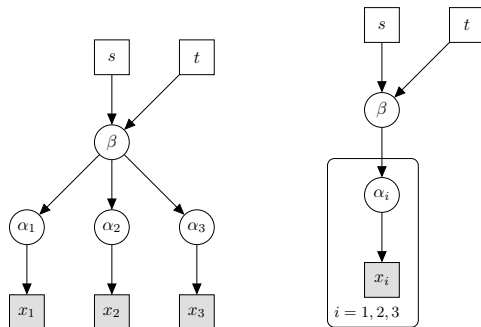 s t
β
α₁ α₂ α₃
x₁ x₂ x₃
s t
β
αᵢ
xᵢ
i = 1, 2, 3